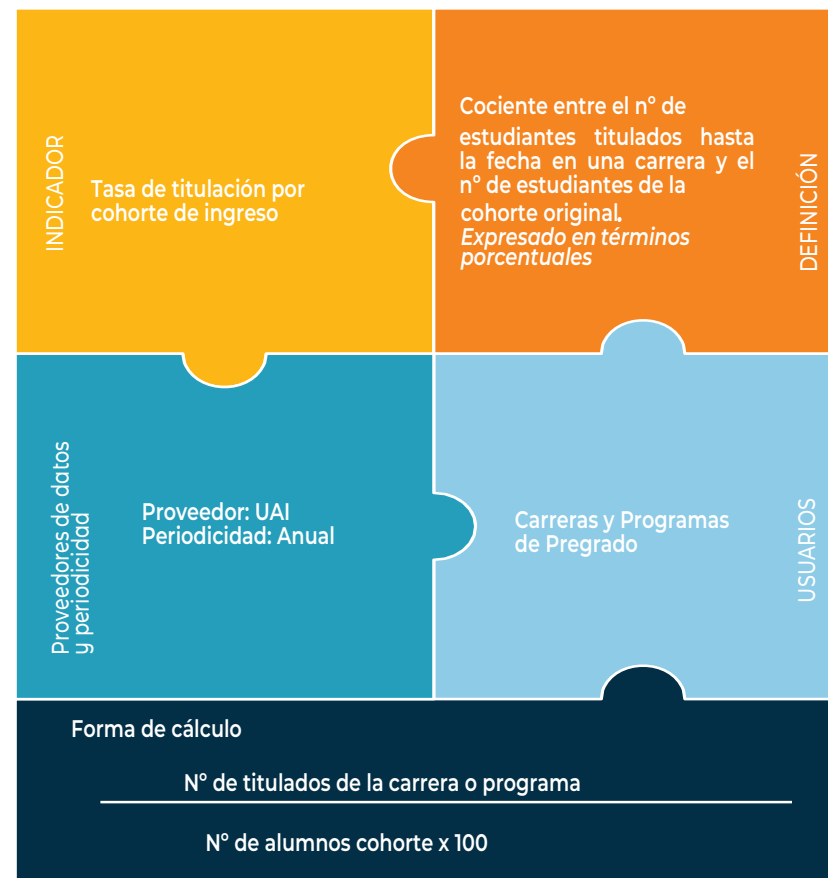 INDICADOR
Tasa de titulación por
cohorte de ingreso
Cociente entre el n° de
estudiantes titulados hasta
la fecha en una carrera y el
n° de estudiantes de la
cohorte original.
Expresado en términos
porcentuales
DEFINICIÓN
Proveedores de datos
y periodicidad
Proveedor: UAI
Periodicidad: Anual
Carreras y Programas
de Pregrado
USUARIOS
Forma de cálculo
N° de titulados de la carrera o programa
N° de alumnos cohorte x 100